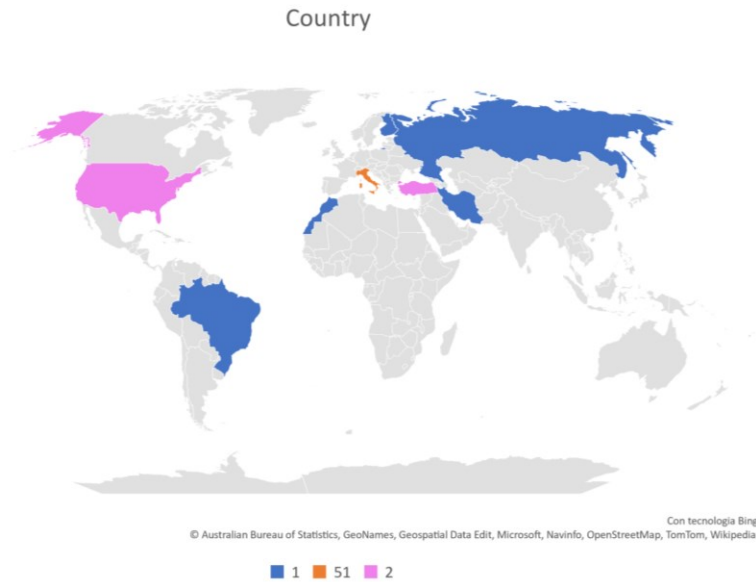 Country
Con tecnologia Bing
© Australian Bureau of Statistics, GeoNames, Geospatial Data Edit, Microsoft, Navinfo, OpenStreetMap, TomTom, Wikipedia
1 51 2